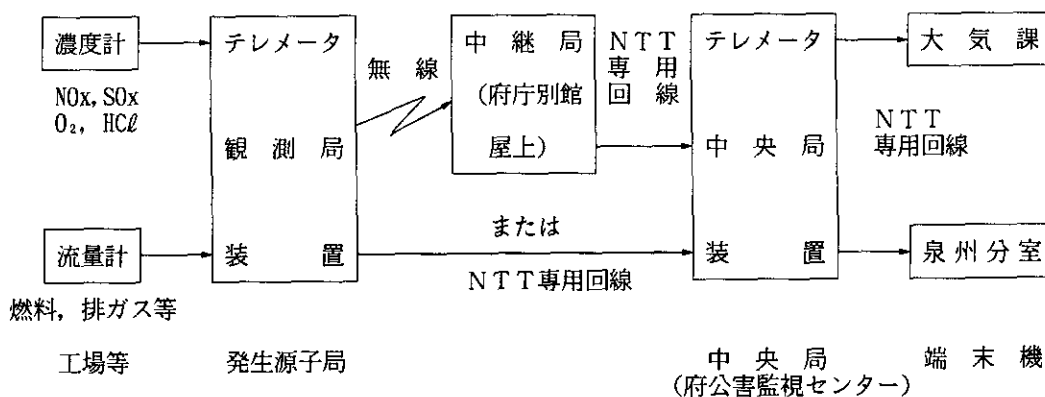 濃度計
NOx, SOx
O₂, HCℓ
流量計
燃料, 排ガス等
工場等
テレメータ
観測局
装置
発生源子局
無線
中継局
(府庁別館
屋上)
NTT
専用
回線
または
NTT専用回線
テレメータ
中央局
装置
中央局
(府公害監視センター)
大気課
NTT
専用回線
泉州分室
端末機